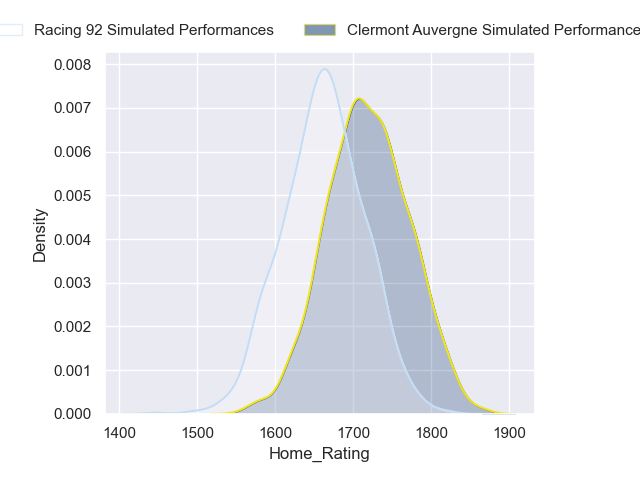 Racing 92 Simulated Performances
Clermont Auvergne Simulated Performance
0.008
0.007
0.006
0.005
0.004
0.003
0.002
0.001
0.000
Density
1400 1500 1600 1700 1800 1900
Home_Rating